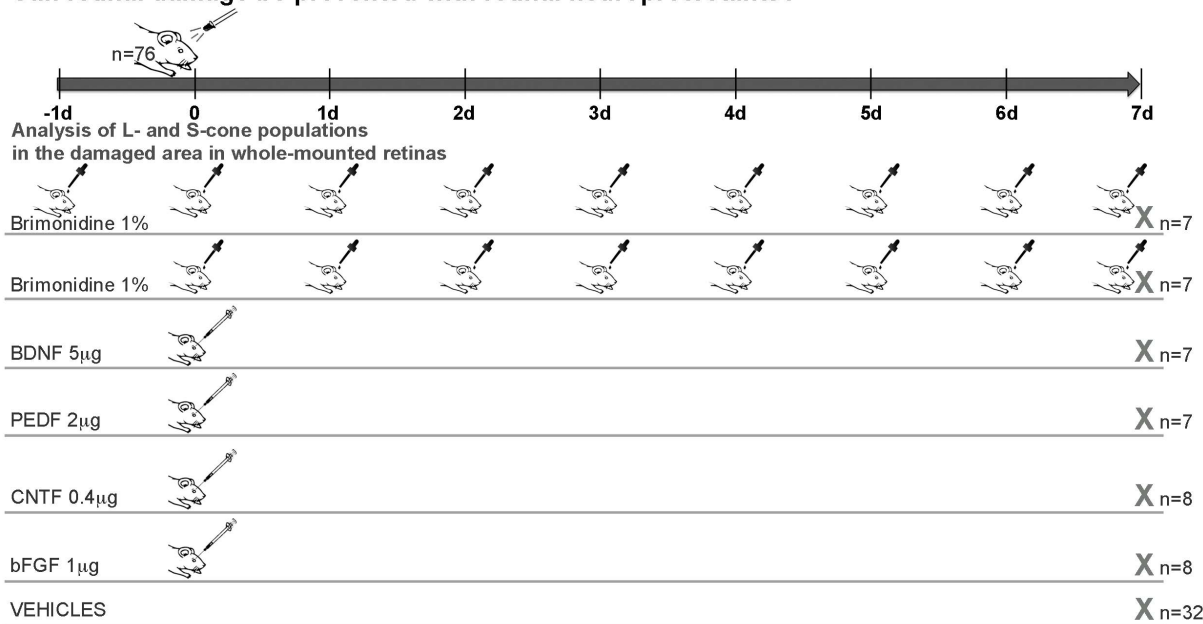 n=76
-1d 0 1d 2d 3d 4d 5d 6d 7d
Analysis of L- and S-cone populations
in the damaged area in whole-mounted retinas
Brimonidine 1% X n=7
Brimonidine 1% X n=7
BDNF 5μg X n=7
PEDF 2μg X n=7
CNTF 0.4μg X n=8
bFGF 1μg X n=8
VEHICLES X n=32